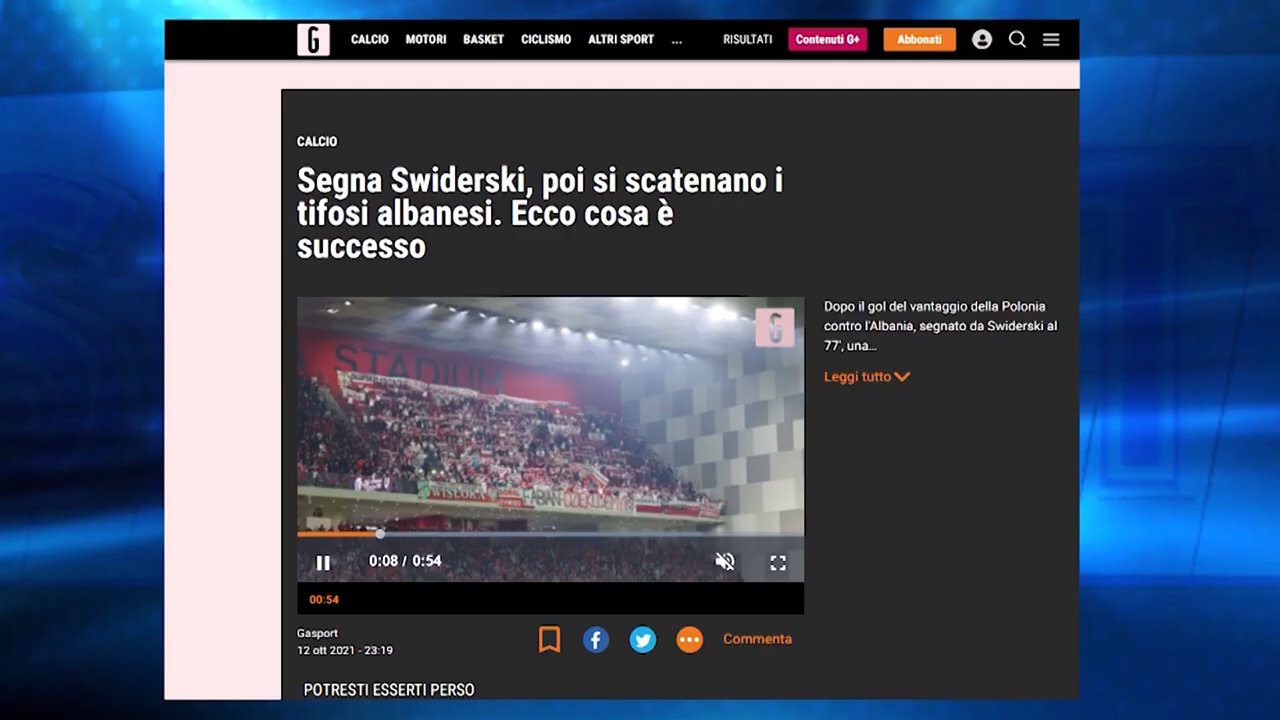 G CALCIO MOTORI BASKET CICLISMO ALTRI SPORT ... RISULTATI Contenuti G+ Abbonati
CALCIO
Segna Swiderski, poi si scatenano i
tifosi albanesi. Ecco cosa è
successo
G
STADIUM
WISŁOKA
FABIAN
Dopo il gol del vantaggio della Polonia
contro l'Albania, segnato da Swiderski al
77', una...
Leggi tutto
0:08 / 0:54
00:54
Gasport
12 ott 2021 - 23:19
Commenta
POTRESTI ESSERTI PERSO